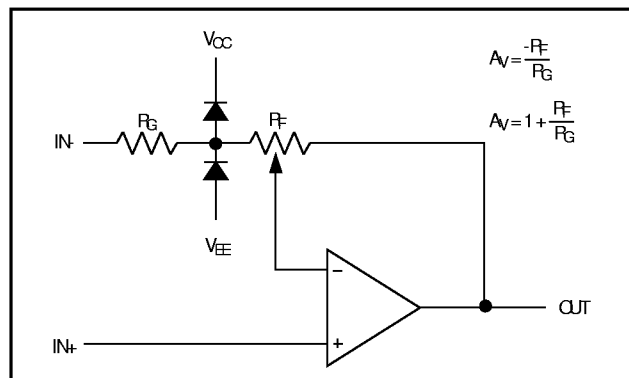 VCC
AV = -RF/RG
RG
RF
AV = 1 + RF/RG
IN-
VEE
−
OUT
IN+
+